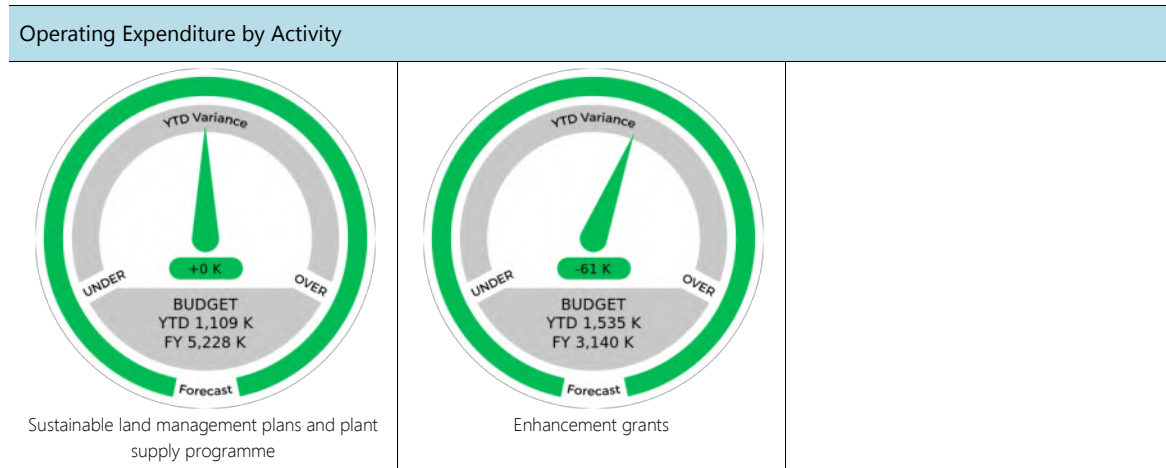 Operating Expenditure by Activity
YTD Variance
+0 K
UNDER
OVER
BUDGET
YTD 1,109 K
FY 5,228 K
Forecast
Sustainable land management plans and plant
supply programme
YTD Variance
-61 K
UNDER
OVER
BUDGET
YTD 1,535 K
FY 3,140 K
Forecast
Enhancement grants